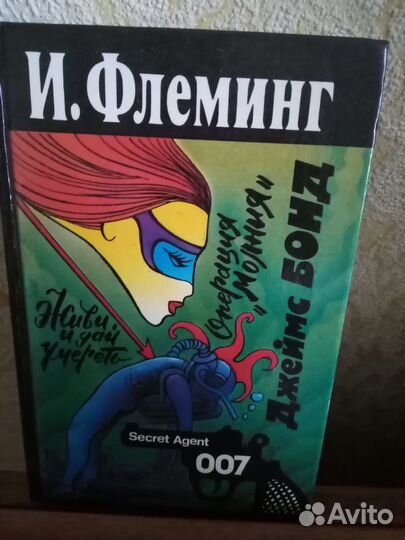 И. Флеминг
Живи
и дай
умереть
Операция
„Молния“
Джеймс БОНД
Secret Agent
007
Avito